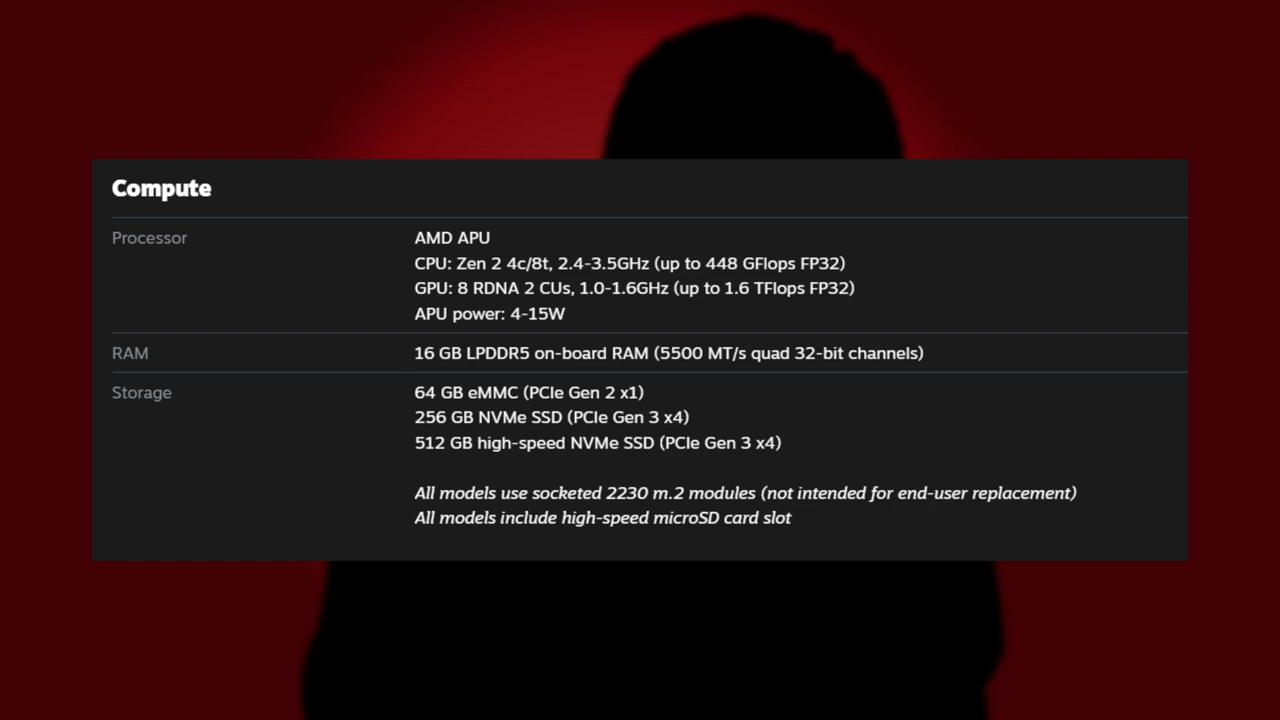 Compute
Processor
AMD APU
CPU: Zen 2 4c/8t, 2.4-3.5GHz (up to 448 GFlops FP32)
GPU: 8 RDNA 2 CUs, 1.0-1.6GHz (up to 1.6 TFlops FP32)
APU power: 4-15W
RAM
16 GB LPDDR5 on-board RAM (5500 MT/s quad 32-bit channels)
Storage
64 GB eMMC (PCIe Gen 2 x1)
256 GB NVMe SSD (PCIe Gen 3 x4)
512 GB high-speed NVMe SSD (PCIe Gen 3 x4)
All models use socketed 2230 m.2 modules (not intended for end-user replacement)
All models include high-speed microSD card slot